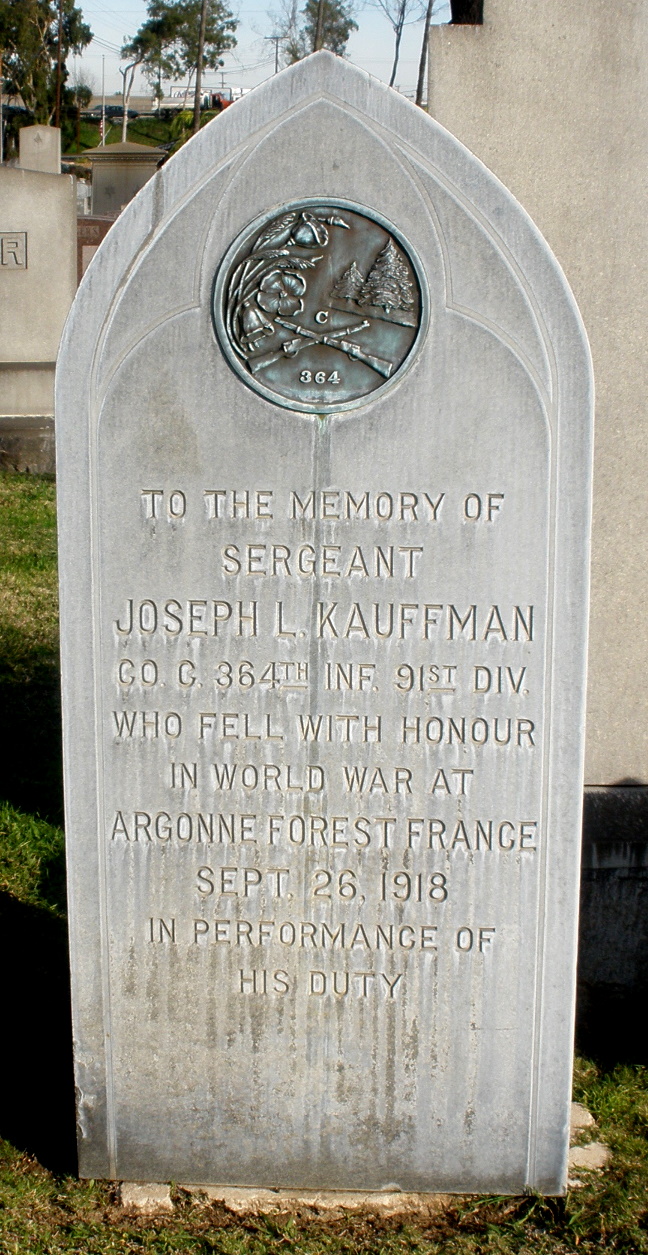 C
364
TO THE MEMORY OF
SERGEANT
JOSEPH L. KAUFFMAN
CO. C. 364TH INF. 91ST DIV.
WHO FELL WITH HONOUR
IN WORLD WAR AT
ARGONNE FOREST FRANCE
SEPT. 26, 1918
IN PERFORMANCE OF
HIS DUTY
R